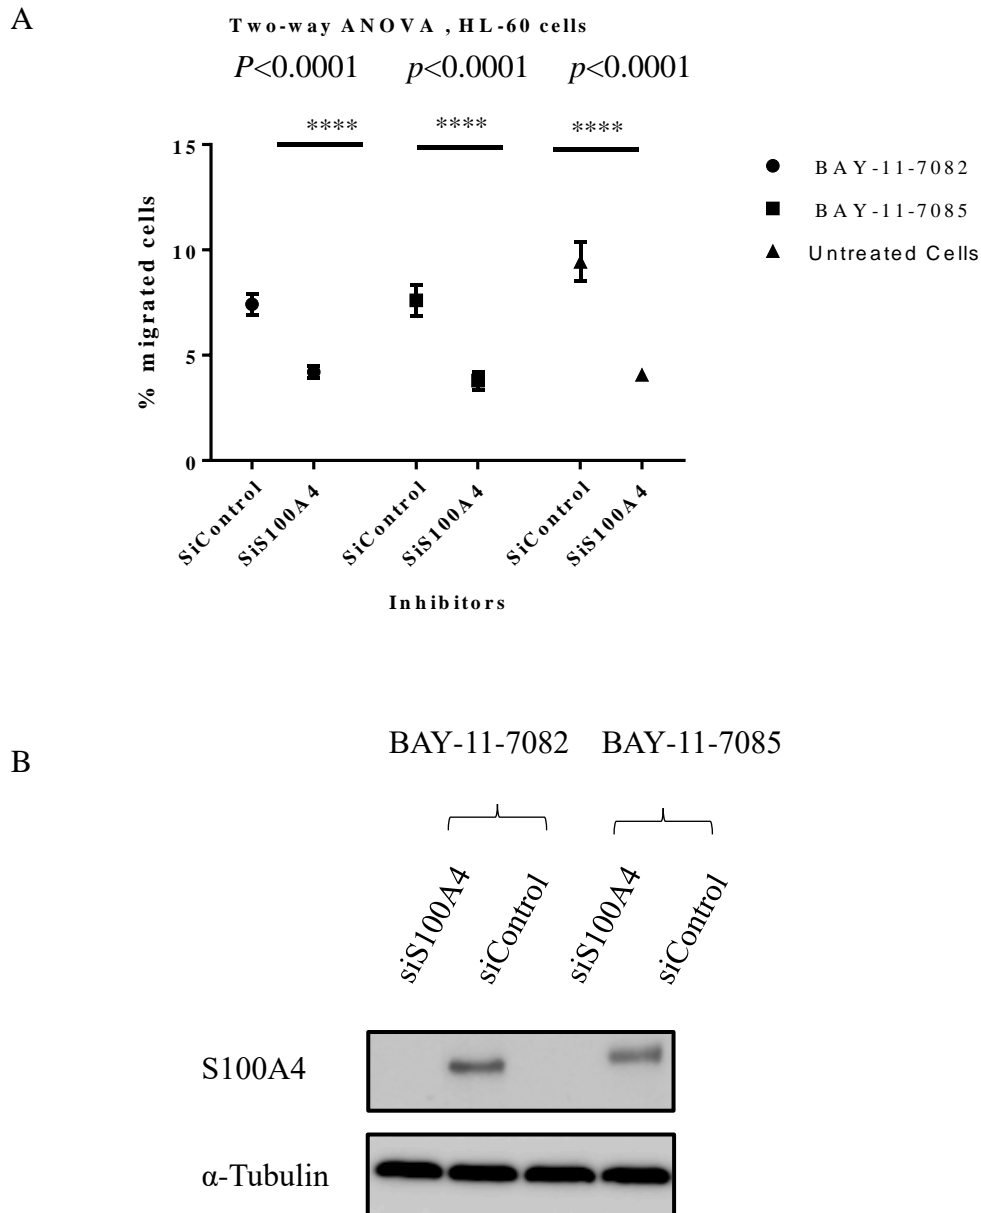 A
Two-way ANOVA , HL-60 cells
P<0.0001 p<0.0001 p<0.0001
**** **** ****
15
10
5
0
% migrated cells
SiControl SiS100A4 SiControl SiS100A4 SiControl SiS100A4
Inhibitors
BAY-11-7082
BAY-11-7085
Untreated Cells
B
BAY-11-7082 BAY-11-7085
siS100A4 siControl siS100A4 siControl
S100A4
α-Tubulin